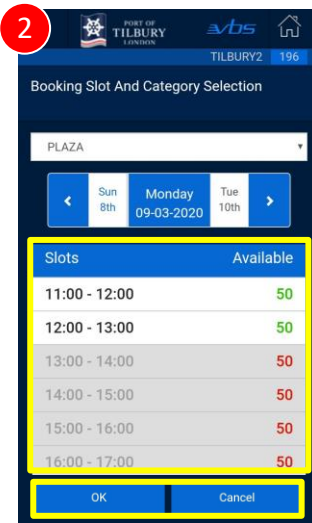 2
PORT OF
TILBURY
LONDON
vbs
TILBURY2 196
Booking Slot And Category Selection
PLAZA
Sun
8th
Monday
09-03-2020
Tue
10th
Slots Available
11:00 - 12:00 50
12:00 - 13:00 50
13:00 - 14:00 50
14:00 - 15:00 50
15:00 - 16:00 50
16:00 - 17:00 50
OK Cancel